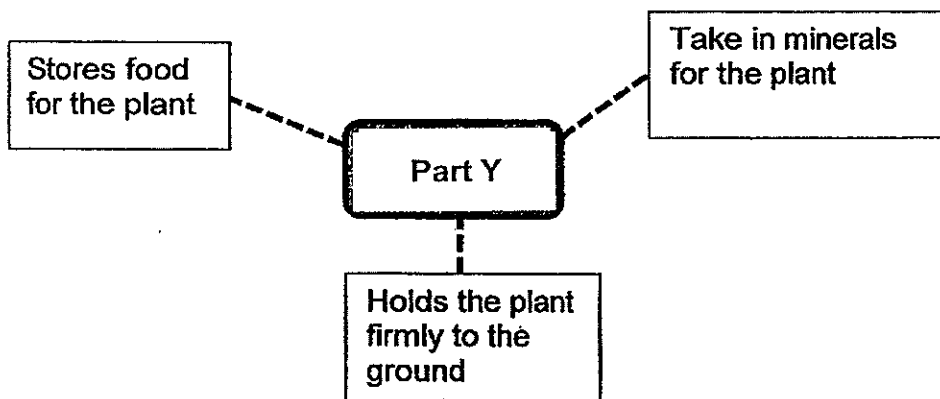 Stores food
for the plant
Take in minerals
for the plant
Part Y
Holds the plant
firmly to the
ground